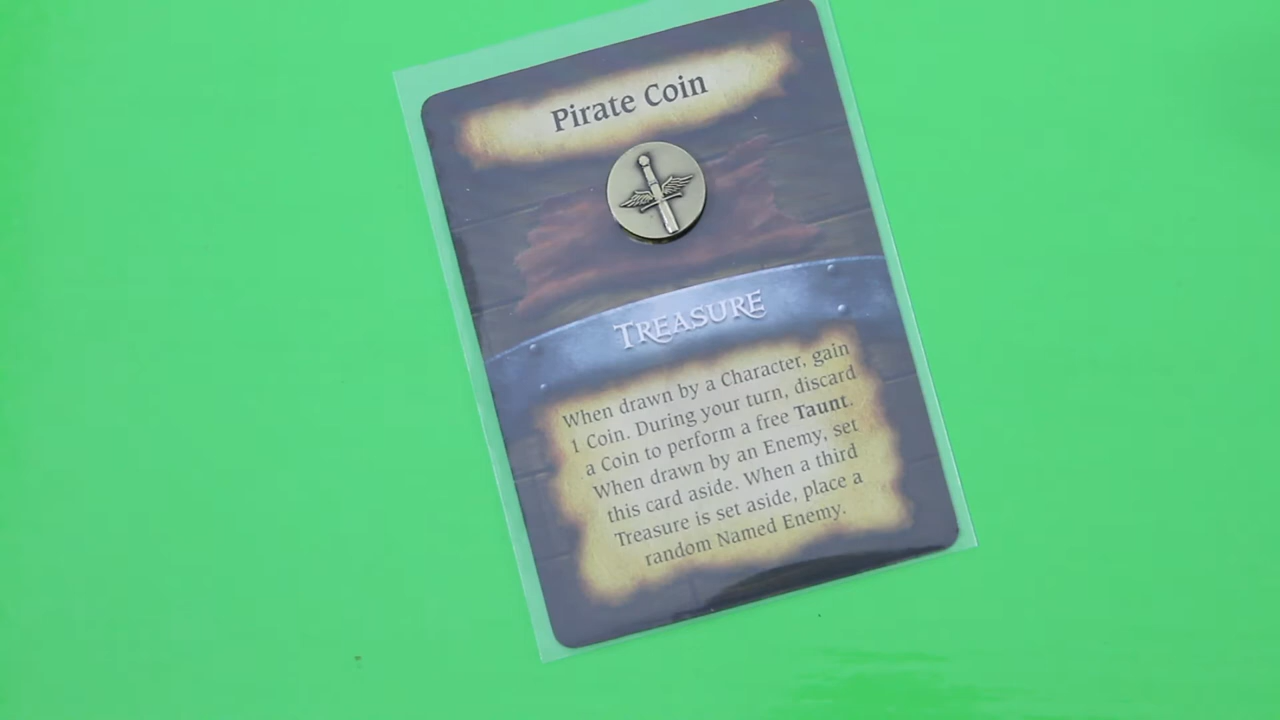 Pirate Coin
TREASURE
When drawn by a Character, gain
1 Coin. During your turn, discard
a Coin to perform a free Taunt.
When drawn by an Enemy, set
this card aside. When a third
Treasure is set aside, place a
random Named Enemy.